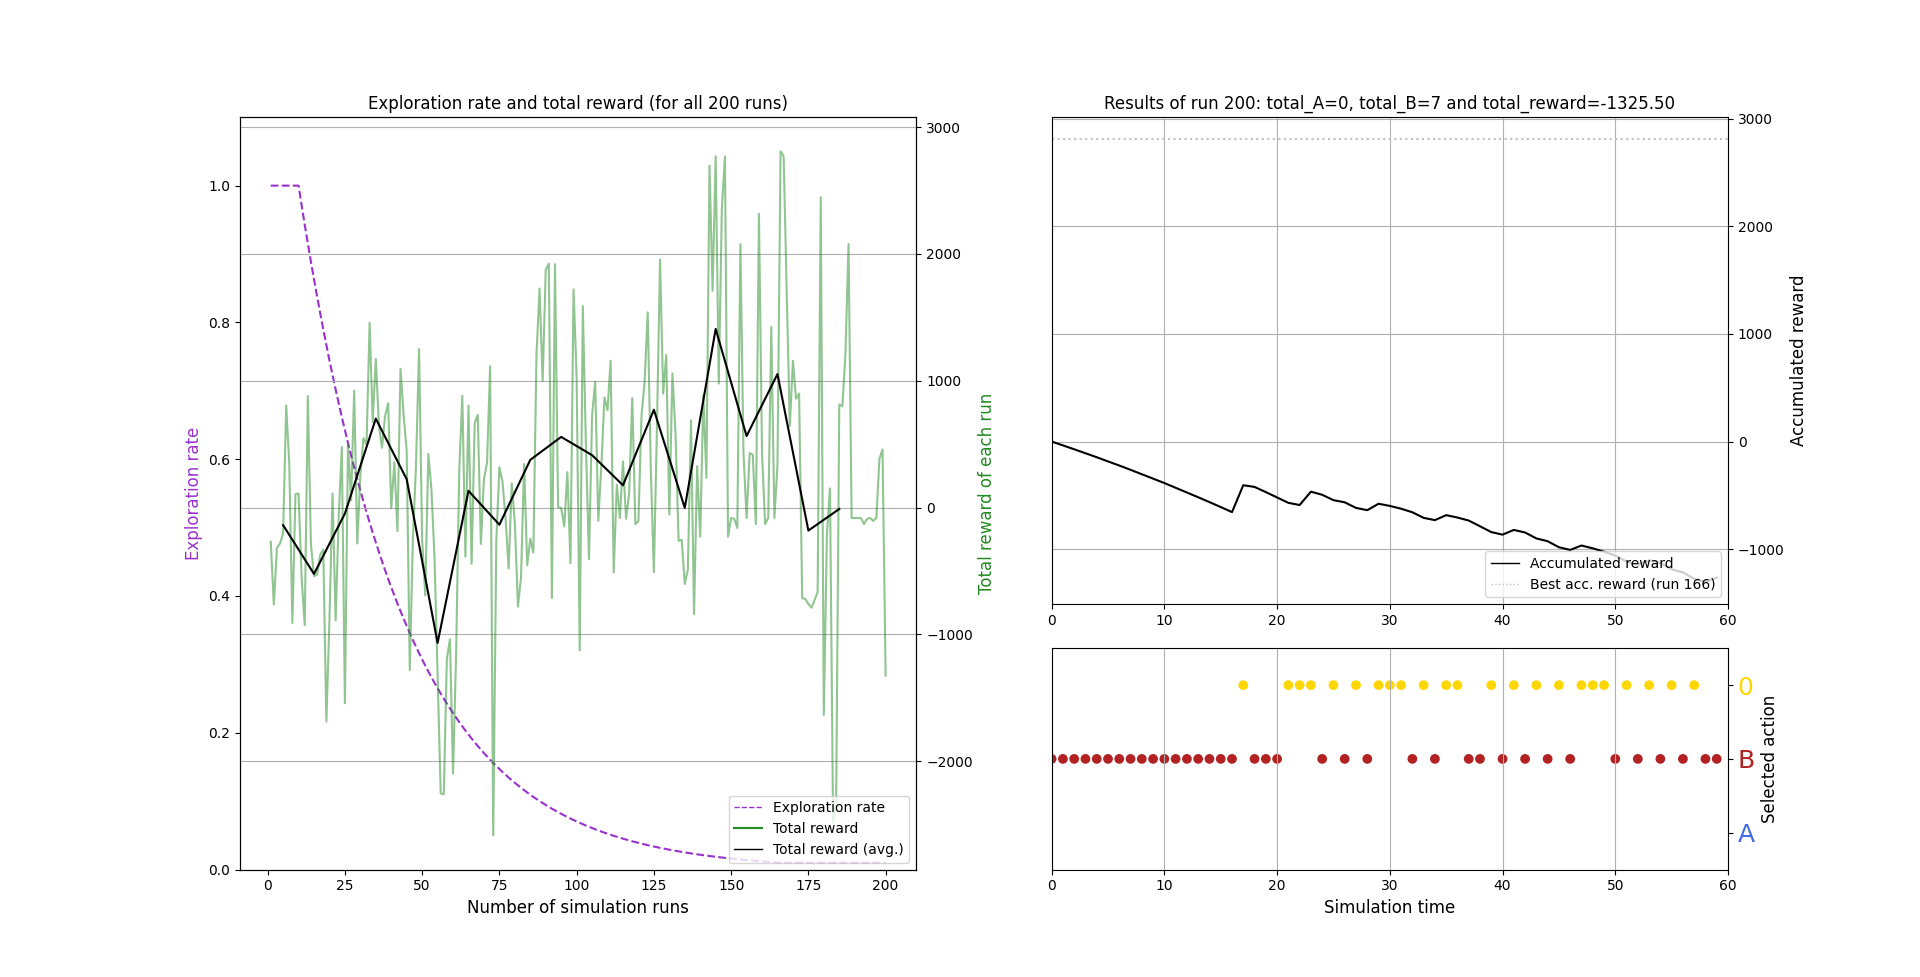 Exploration rate and total reward (for all 200 runs)
Exploration rate
1.0
0.8
0.6
0.4
0.2
0.0
3000
2000
1000
0
−1000
−2000
Total reward of each run
Exploration rate
Total reward
Total reward (avg.)
0 25 50 75 100 125 150 175 200
Number of simulation runs
Results of run 200: total_A=0, total_B=7 and total_reward=-1325.50
3000
2000
1000
0
−1000
Accumulated reward
Accumulated reward
Best acc. reward (run 166)
0 10 20 30 40 50 60
0
B
A
Selected action
0 10 20 30 40 50 60
Simulation time